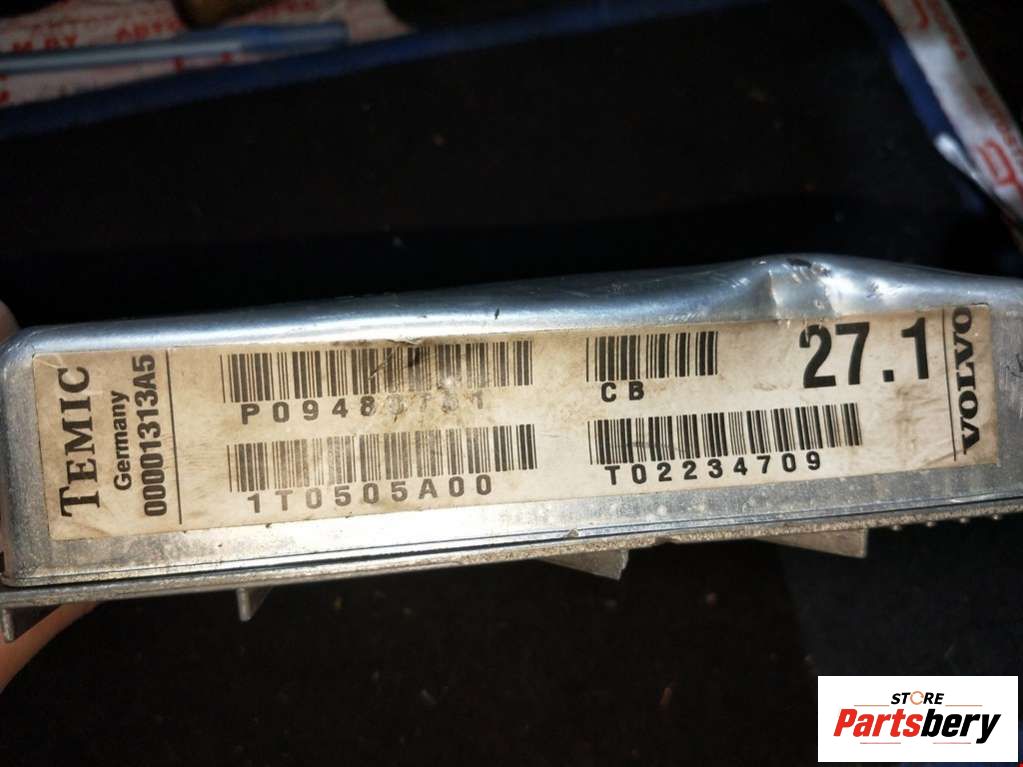 TEMIC
Germany
00001313A5
CB
27.1
VOLVO
1T0505A00
T02234709
STORE
Partsbery